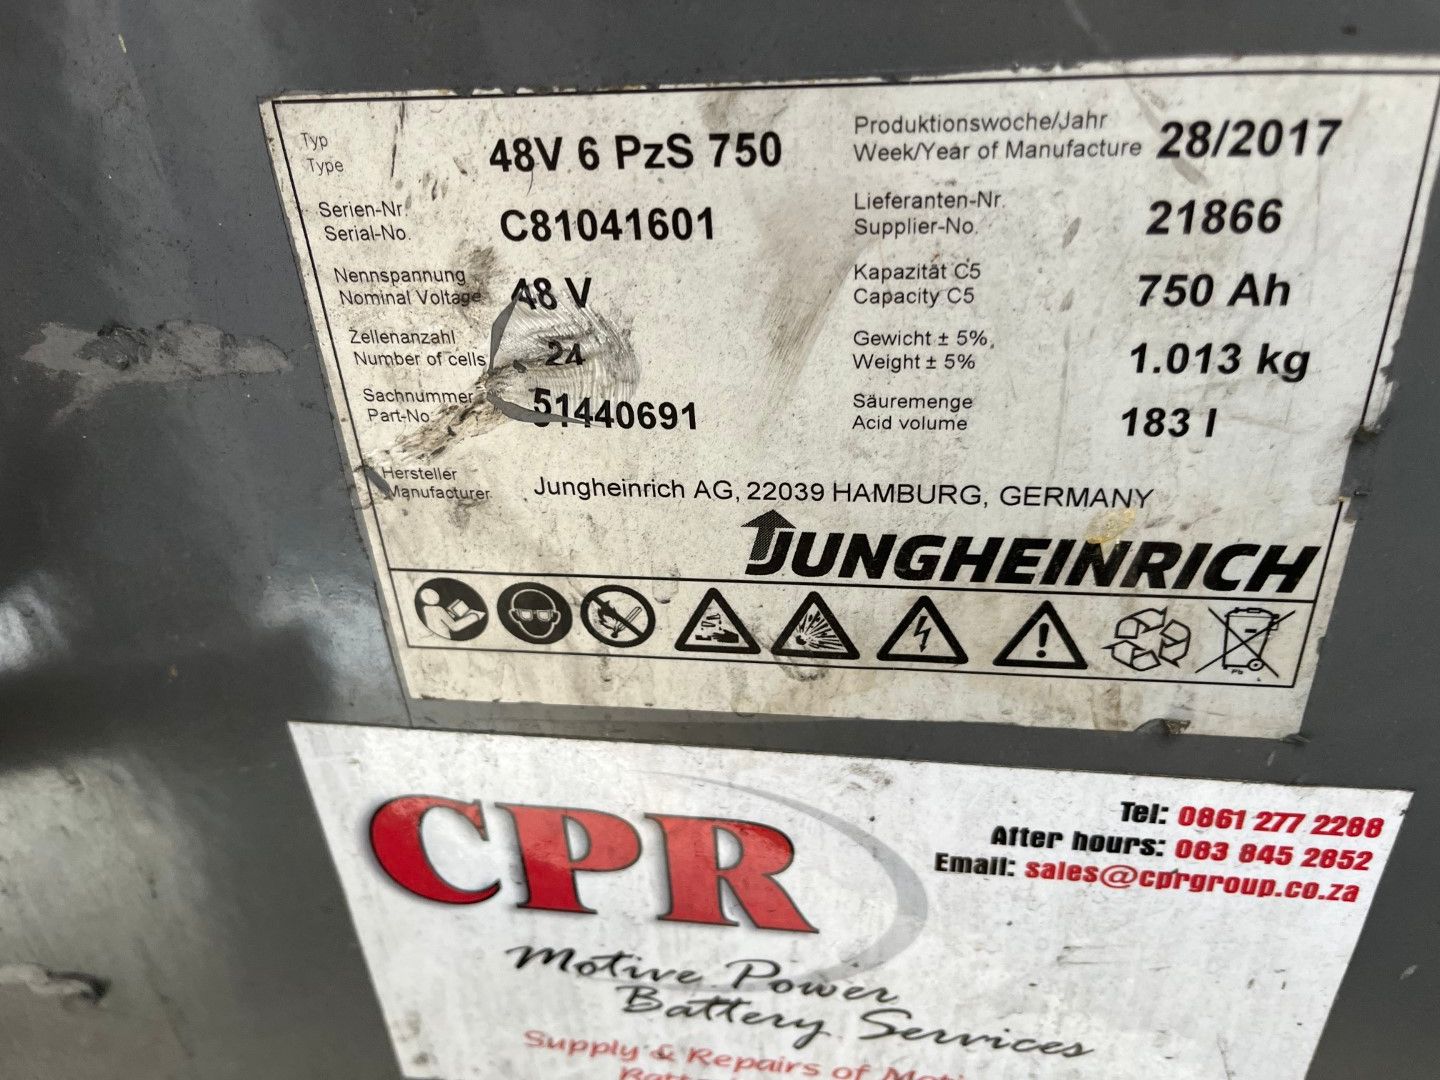 Typ
Type
48V 6 PzS 750
Produktionswoche/Jahr
Week/Year of Manufacture
28/2017
Serien-Nr.
Serial-No.
C81041601
Lieferanten-Nr.
Supplier-No.
21866
Nennspannung
Nominal Voltage
48 V
Kapazität C5
Capacity C5
750 Ah
Zellenanzahl
Number of cells
24
Gewicht ± 5%
Weight ± 5%
1.013 kg
Sachnummer
Part-No.
51440691
Säuremenge
Acid volume
183 l
Hersteller
Manufacturer
Jungheinrich AG, 22039 HAMBURG, GERMANY
JUNGHEINRICH
Pb
CPR
Tel: 0861 277 2288
After hours: 083 845 2852
Email: sales@cprgroup.co.za
Motive Power
Battery Services
Supply & Repairs of